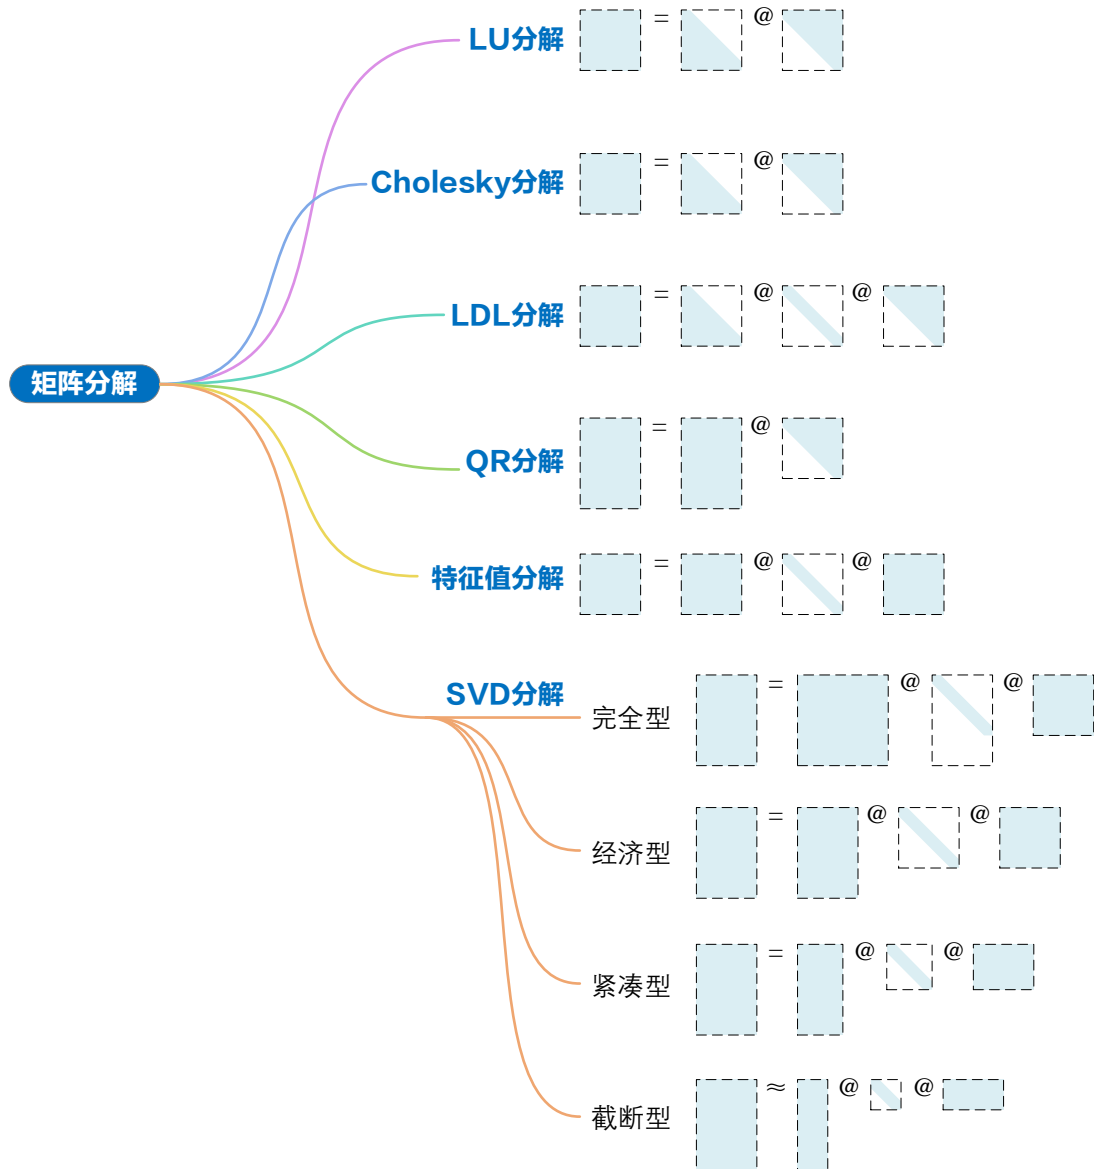 LU分解 = @
Cholesky分解 = @
LDL分解 = @ @
矩阵分解
QR分解 = @
特征值分解 = @ @
SVD分解
完全型 = @ @
经济型 = @ @
紧凑型 = @ @
截断型 ≈ @ @